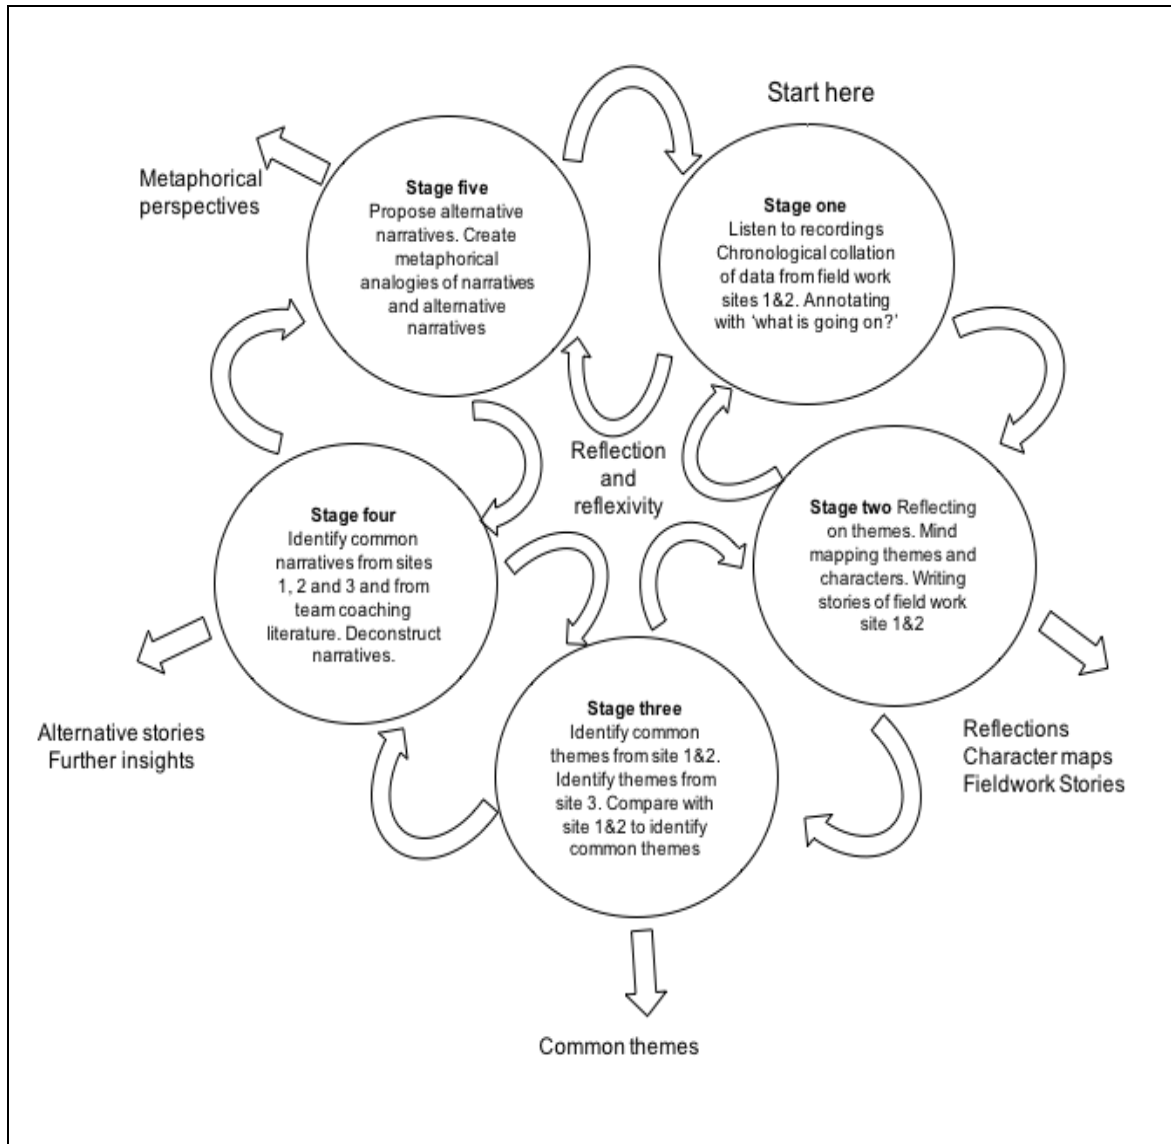 Start here
Stage one
Listen to recordings
Chronological collation
of data from field work
sites 1&2. Annotating
with ‘what is going on?’
Stage two Reflecting
on themes. Mind
mapping themes and
characters. Writing
stories of field work
site 1&2
Reflections
Character maps
Fieldwork Stories
Stage three
Identify common
themes from site 1&2.
Identify themes from
site 3. Compare with
site 1&2 to identify
common themes
Common themes
Stage four
Identify common
narratives from sites
1, 2 and 3 and from
team coaching
literature. Deconstruct
narratives.
Alternative stories
Further insights
Stage five
Propose alternative
narratives. Create
metaphorical
analogies of narratives
and alternative
narratives
Metaphorical
perspectives
Reflection
and
reflexivity